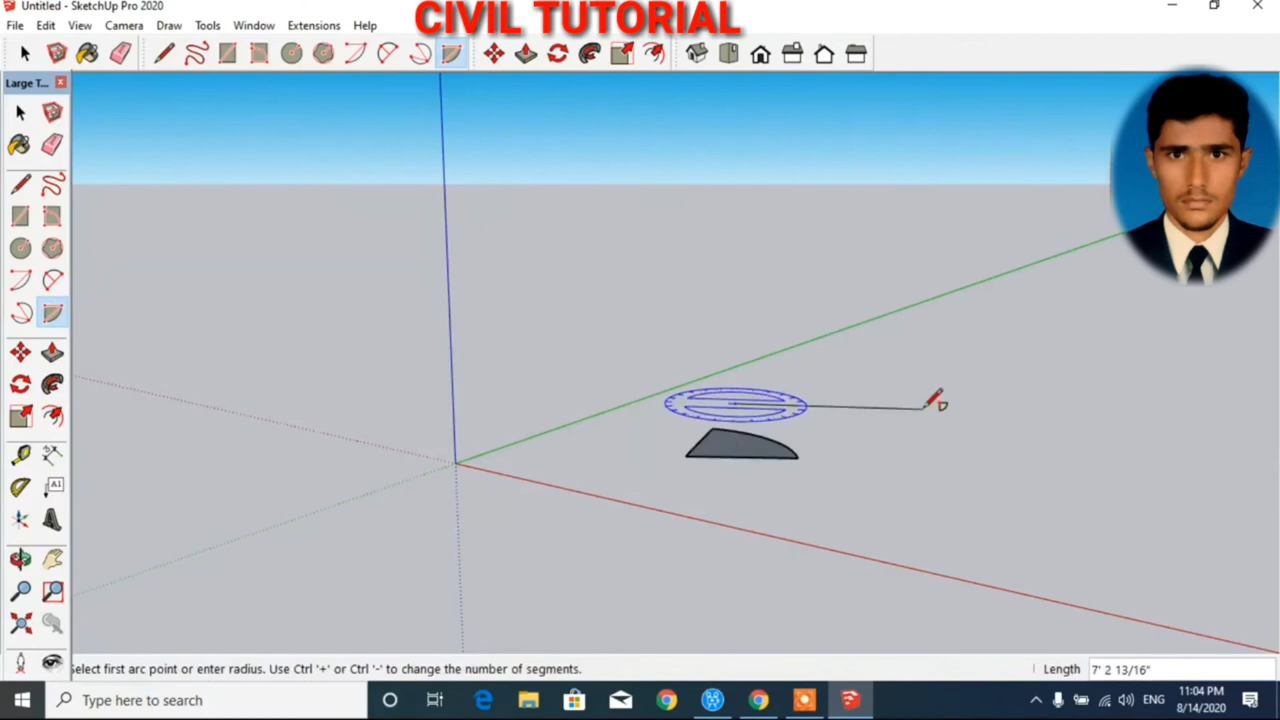 Untitled - SketchUp Pro 2020
CIVIL TUTORIAL
File Edit View Camera Draw Tools Window Extensions Help
Large T...
A1
Select first arc point or enter radius. Use Ctrl '+' or Ctrl '-' to change the number of segments.
Length 7' 2 13/16"
Type here to search
ENG
11:04 PM
8/14/2020